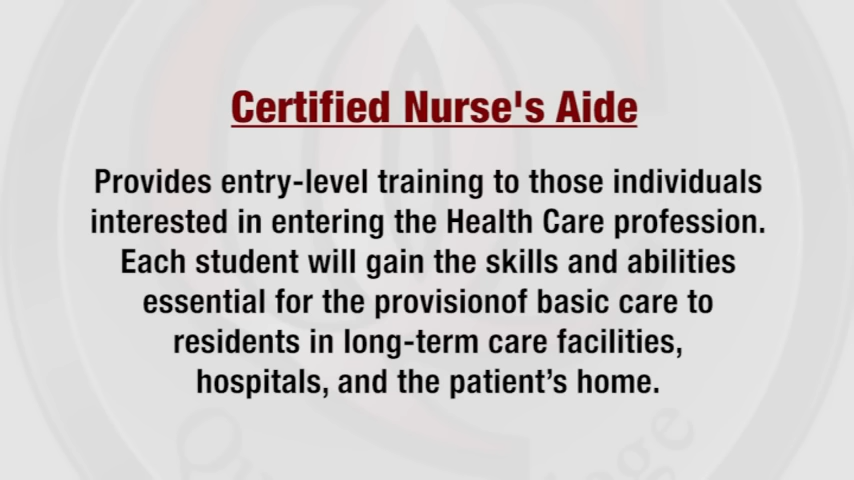 Certified Nurse's Aide
Provides entry-level training to those individuals
interested in entering the Health Care profession.
Each student will gain the skills and abilities
essential for the provisionof basic care to
residents in long-term care facilities,
hospitals, and the patient’s home.